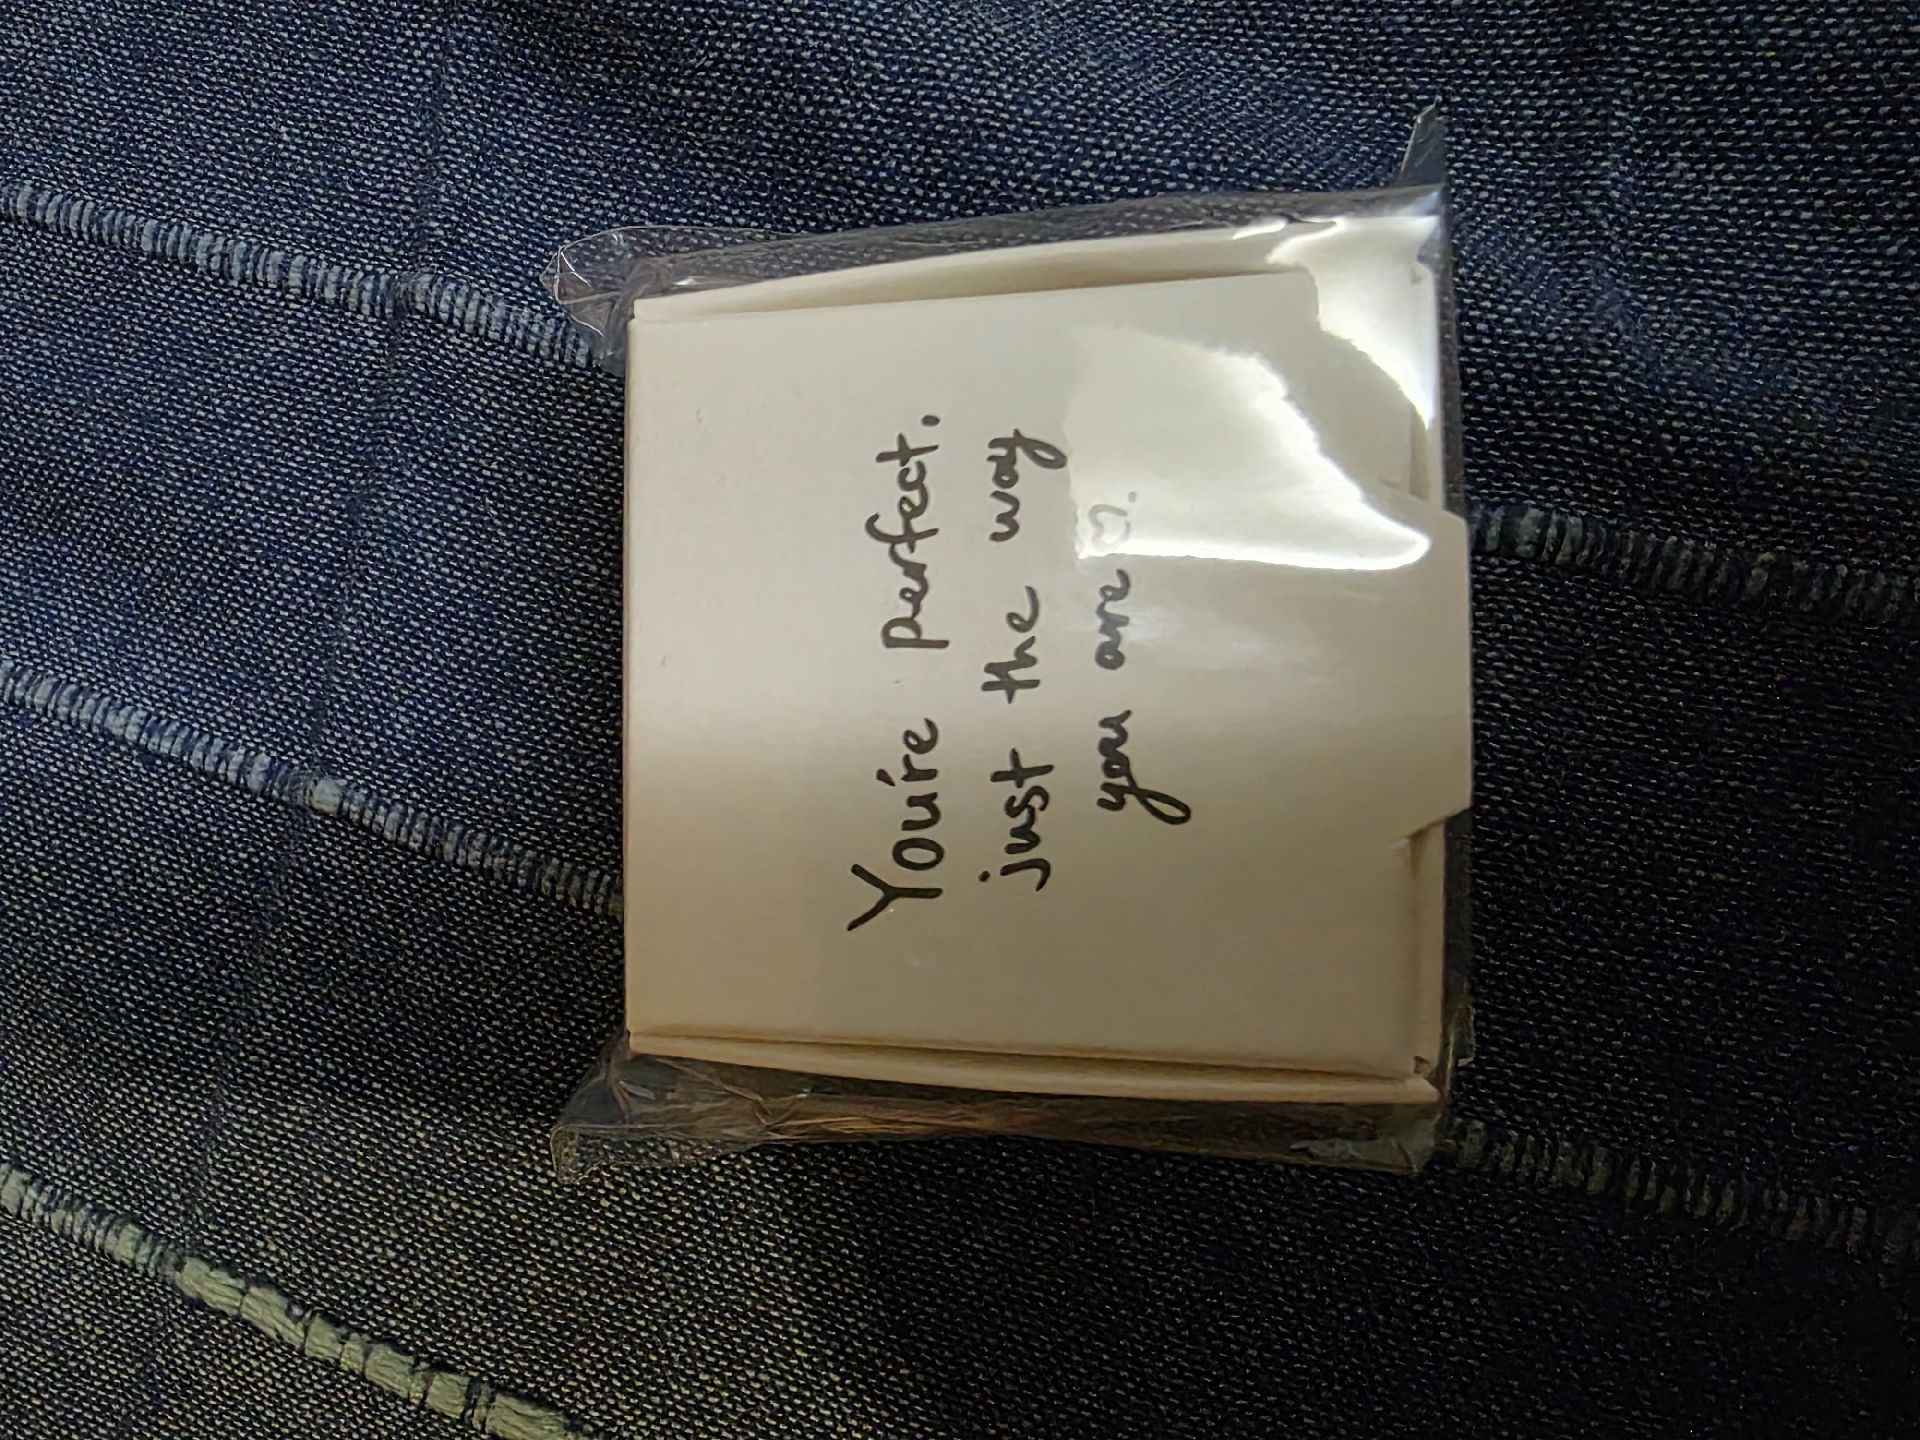 You're perfect.
just the way
you are ♡.